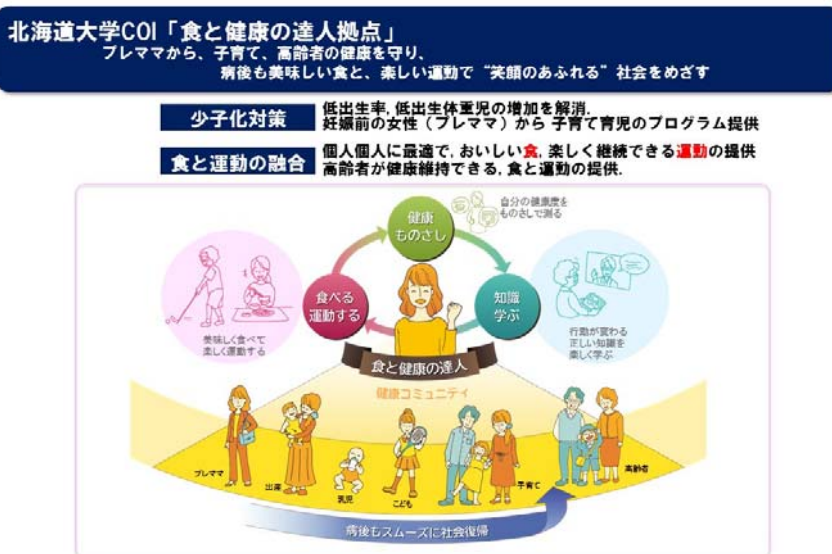 北海道大学COI「食と健康の達人拠点」
プレママから、子育て、高齢者の健康を守り、
病後も美味しい食と、楽しい運動で“笑顔のあふれる”社会をめざす
少子化対策
低出生率, 低出生体重児の増加を解消.
妊娠前の女性（プレママ）から 子育て育児のプログラム提供
食と運動の融合
個人個人に最適で, おいしい食, 楽しく継続できる運動の提供
高齢者が健康維持できる, 食と運動の提供.
健康
ものさし
自分の健康度を
ものさしで測る
食べる
運動する
知識
学ぶ
美味しく食べて
楽しく運動する
行動が変わる
正しい知識を
楽しく学ぶ
食と健康の達人
健康コミュニティ
プレママ
出産
乳児
こども
子育て
高齢者
病後もスムーズに社会復帰